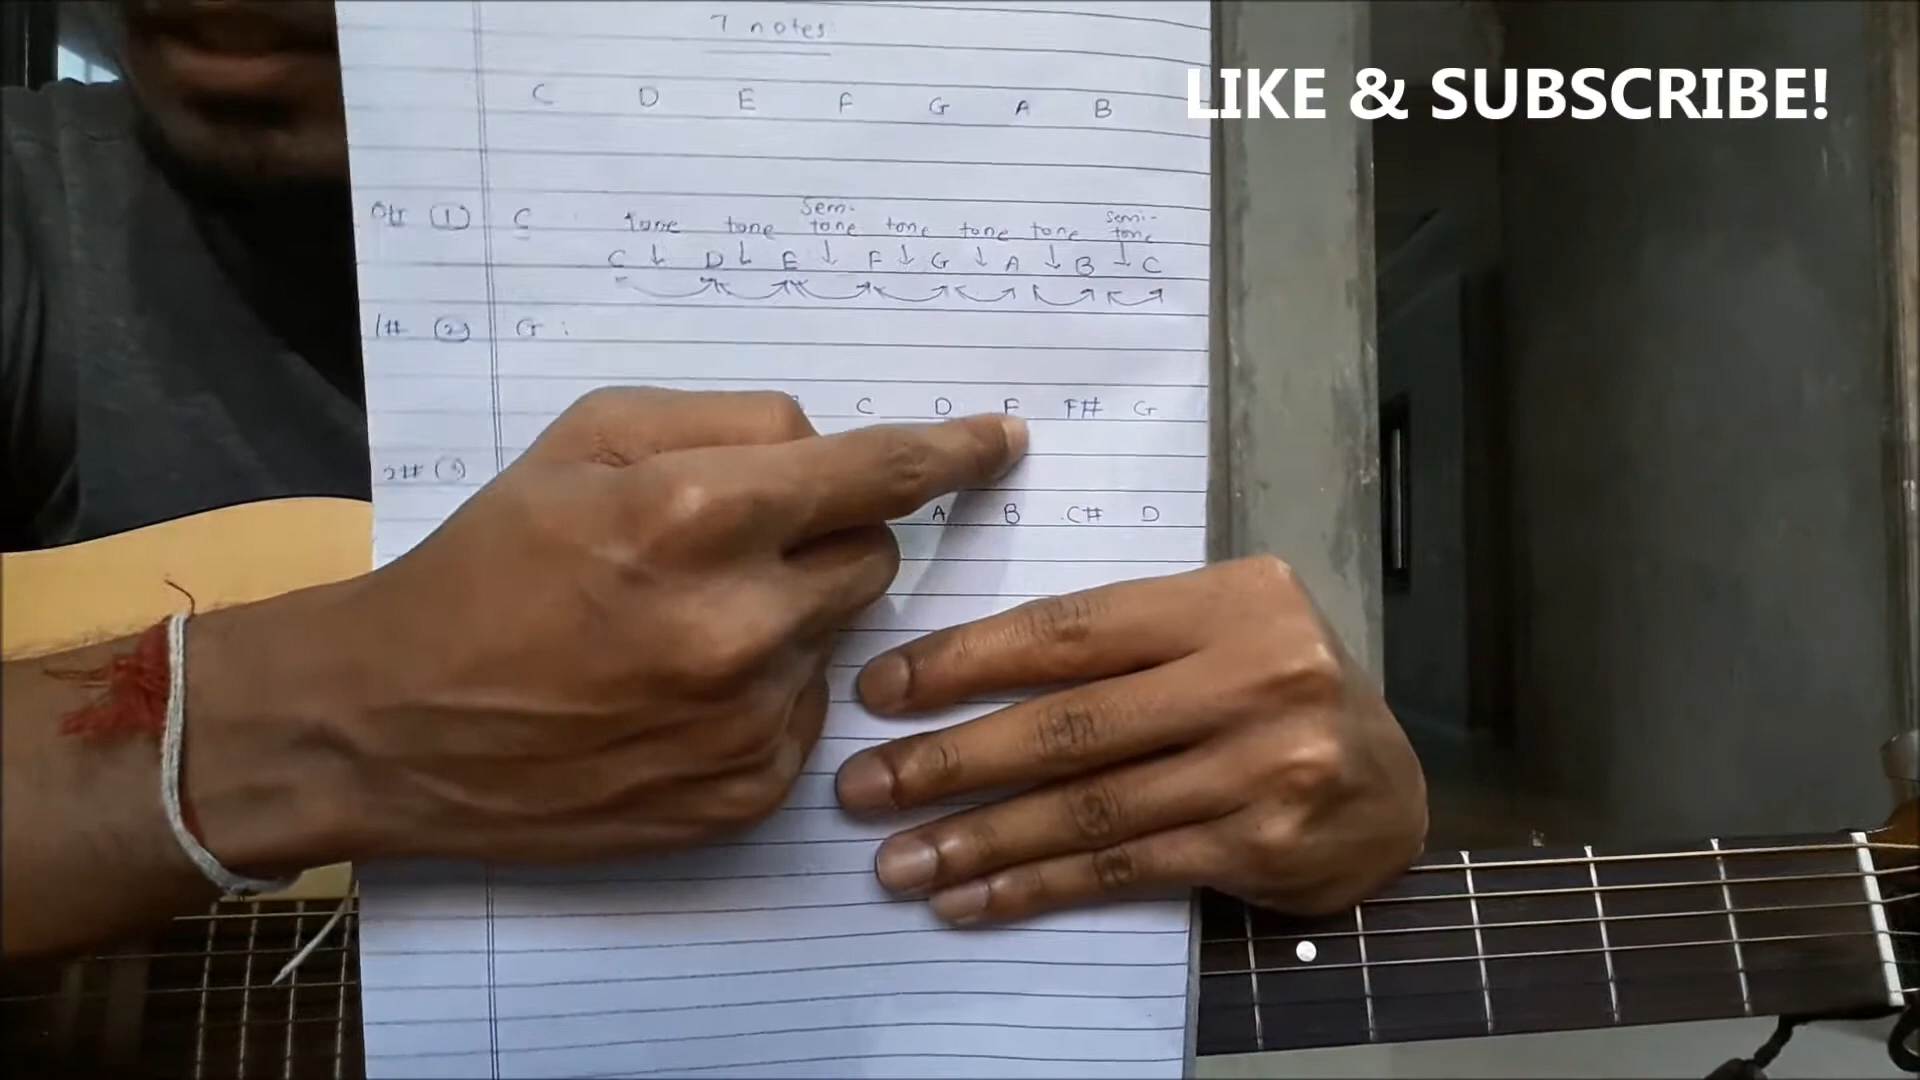 7 notes
LIKE & SUBSCRIBE!
C D E F G A B
0# (1) C : tone tone Semi-tone tone tone tone Semi-tone
C D E F G A B C
1# (2) G :
C D E F# G
2# (3)
A B C# D